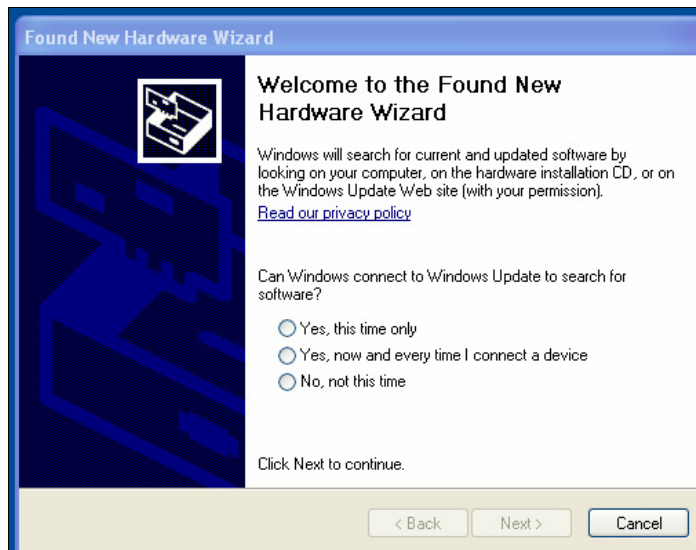 Found New Hardware Wizard
Welcome to the Found New
Hardware Wizard
Windows will search for current and updated software by
looking on your computer, on the hardware installation CD, or on
the Windows Update Web site (with your permission).
Read our privacy policy
Can Windows connect to Windows Update to search for
software?
Yes, this time only
Yes, now and every time I connect a device
No, not this time
Click Next to continue.
< Back Next > Cancel